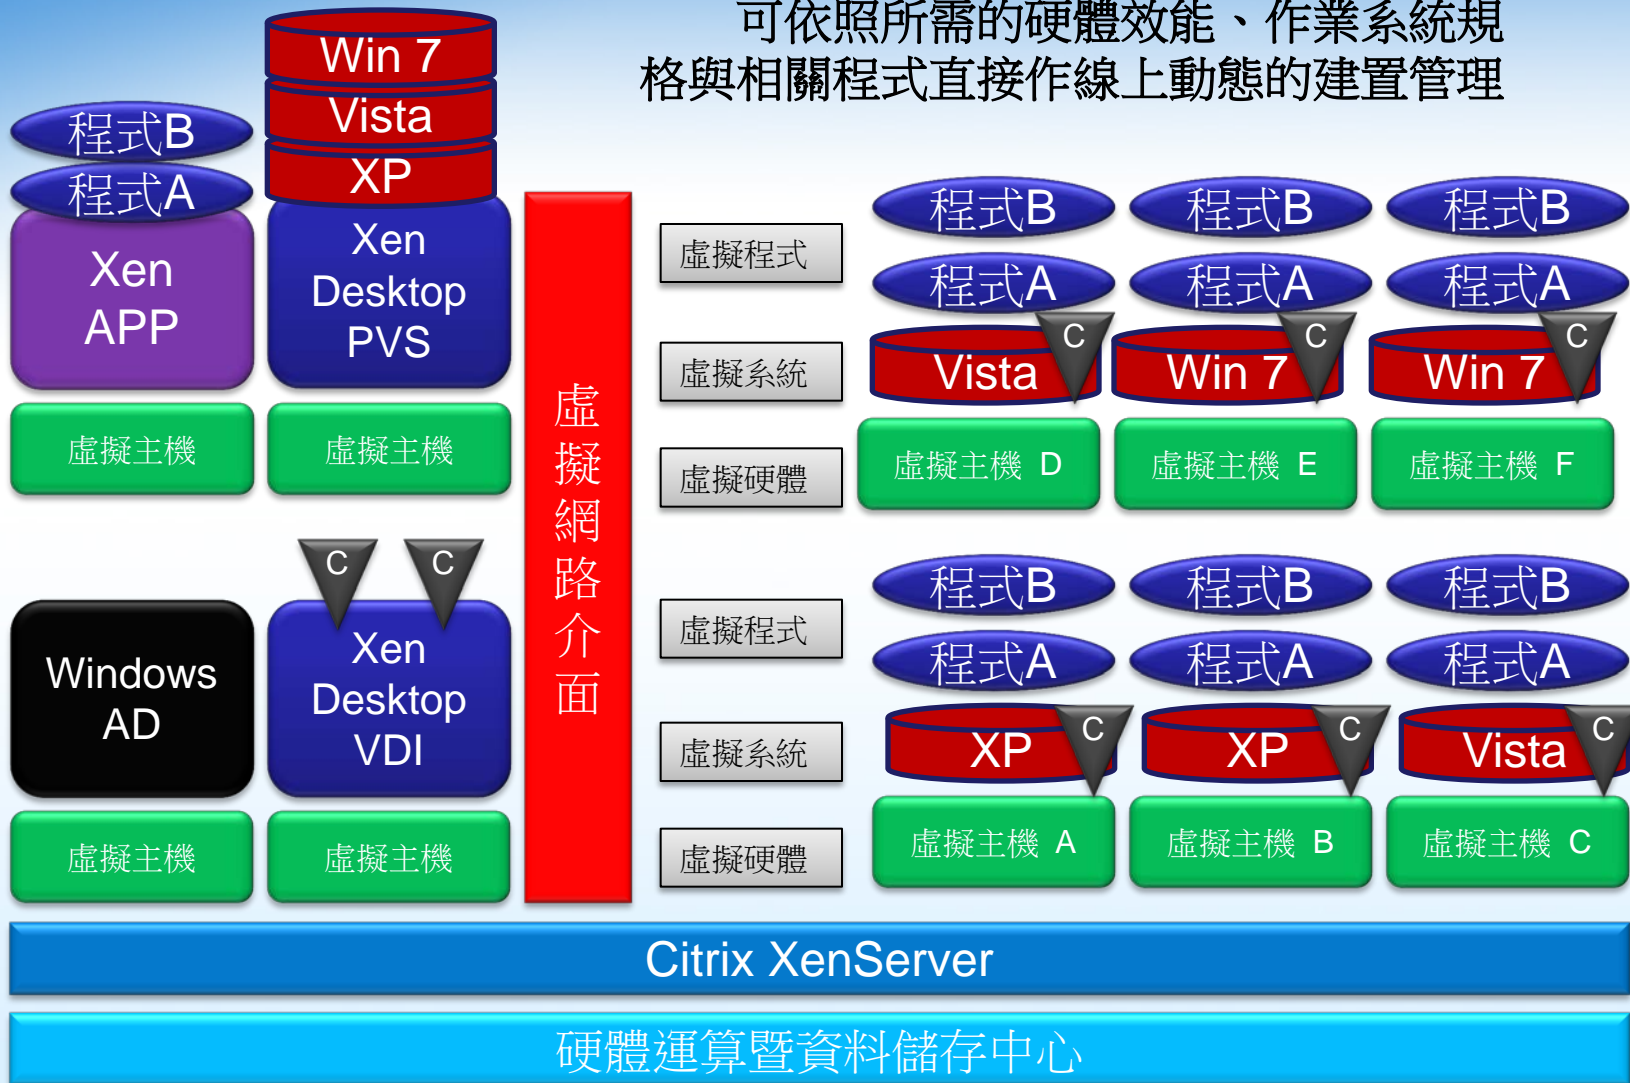 可依照所需的硬體效能、作業系統規
格與相關程式直接作線上動態的建置管理
Win 7
Vista
XP
程式B
程式A
Xen
APP
Xen
Desktop
PVS
虛擬主機
虛擬主機
C
C
Windows
AD
Xen
Desktop
VDI
虛擬主機
虛擬主機
虛
擬
網
路
介
面
虛擬程式
程式B
程式B
程式B
程式A
程式A
程式A
虛擬系統
Vista
C
Win 7
C
Win 7
C
虛擬硬體
虛擬主機 D
虛擬主機 E
虛擬主機 F
虛擬程式
程式B
程式B
程式B
程式A
程式A
程式A
虛擬系統
XP
C
XP
C
Vista
C
虛擬硬體
虛擬主機 A
虛擬主機 B
虛擬主機 C
Citrix XenServer
硬體運算暨資料儲存中心